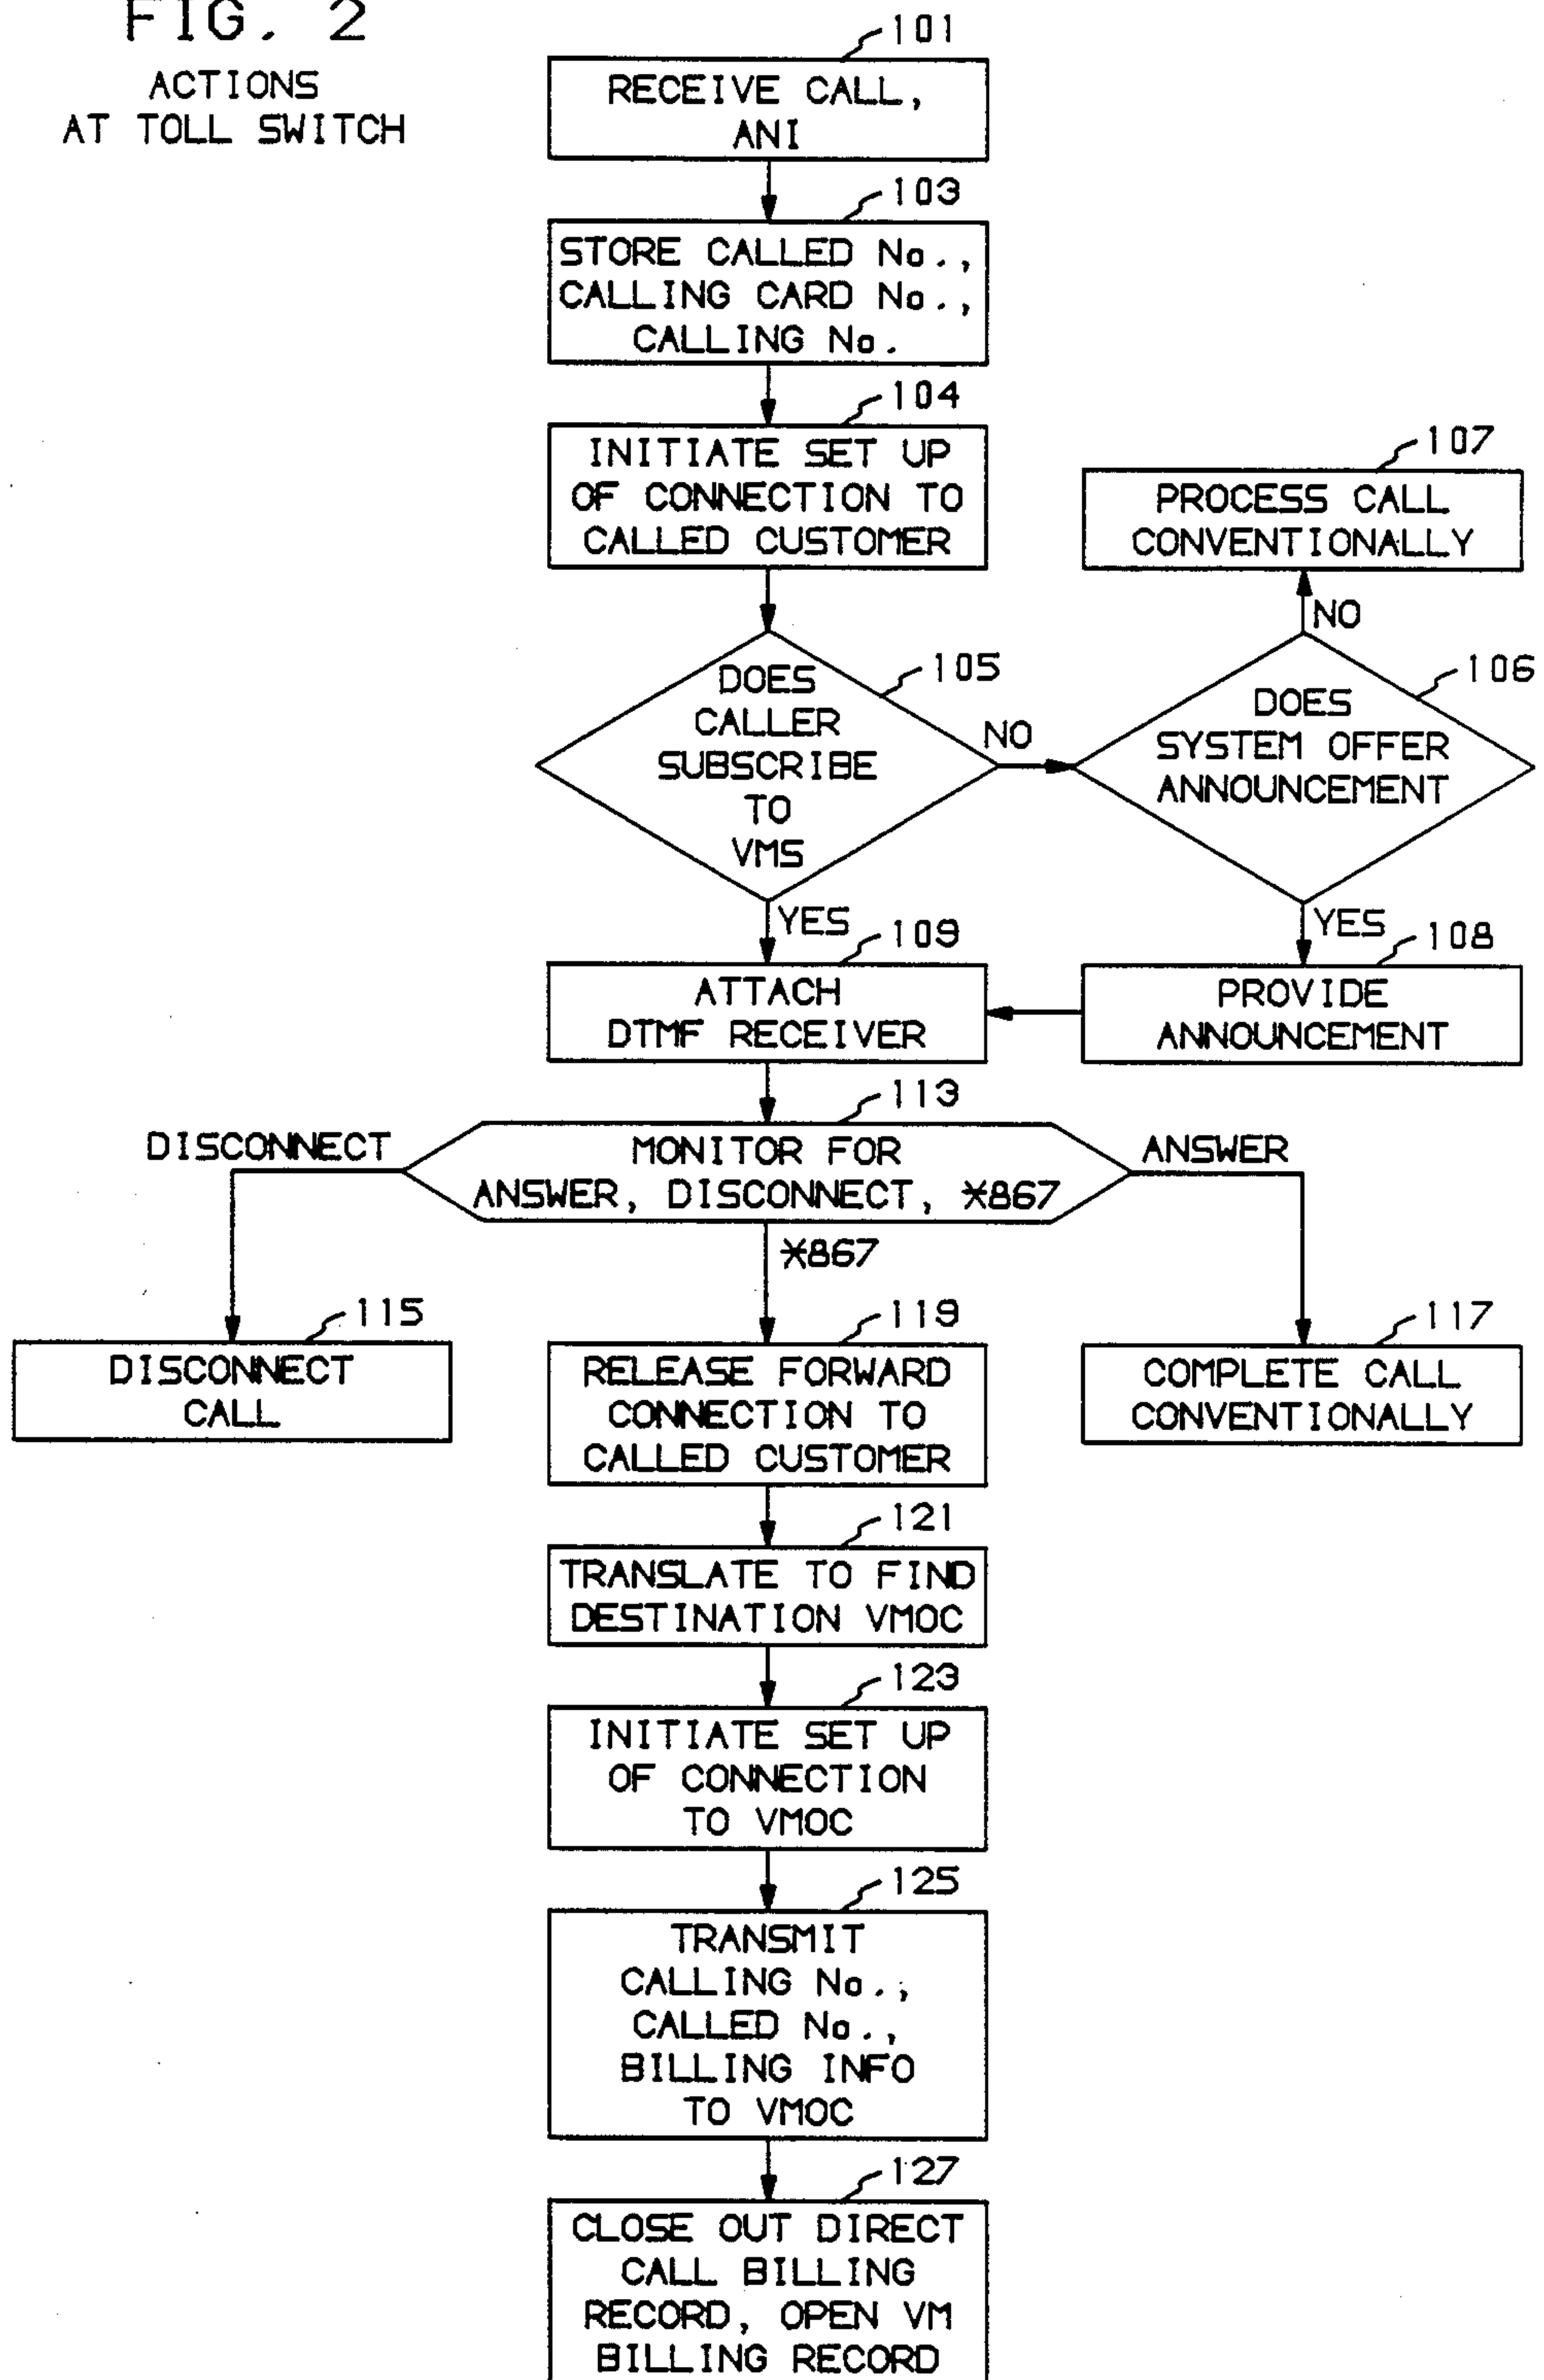 FIG. 2
ACTIONS
AT TOLL SWITCH
101
RECEIVE CALL,
ANI
103
STORE CALLED No.,
CALLING CARD No.,
CALLING No.
104
INITIATE SET UP
OF CONNECTION TO
CALLED CUSTOMER
107
PROCESS CALL
CONVENTIONALLY
NO
105
DOES
CALLER
SUBSCRIBE
TO
VMS
NO
106
DOES
SYSTEM OFFER
ANNOUNCEMENT
YES
109
ATTACH
DTMF RECEIVER
YES
108
PROVIDE
ANNOUNCEMENT
113
DISCONNECT
MONITOR FOR
ANSWER, DISCONNECT, *867
ANSWER
*867
115
DISCONNECT
CALL
119
RELEASE FORWARD
CONNECTION TO
CALLED CUSTOMER
117
COMPLETE CALL
CONVENTIONALLY
121
TRANSLATE TO FIND
DESTINATION VMOC
123
INITIATE SET UP
OF CONNECTION
TO VMOC
125
TRANSMIT
CALLING No.,
CALLED No.,
BILLING INFO
TO VMOC
127
CLOSE OUT DIRECT
CALL BILLING
RECORD, OPEN VM
BILLING RECORD